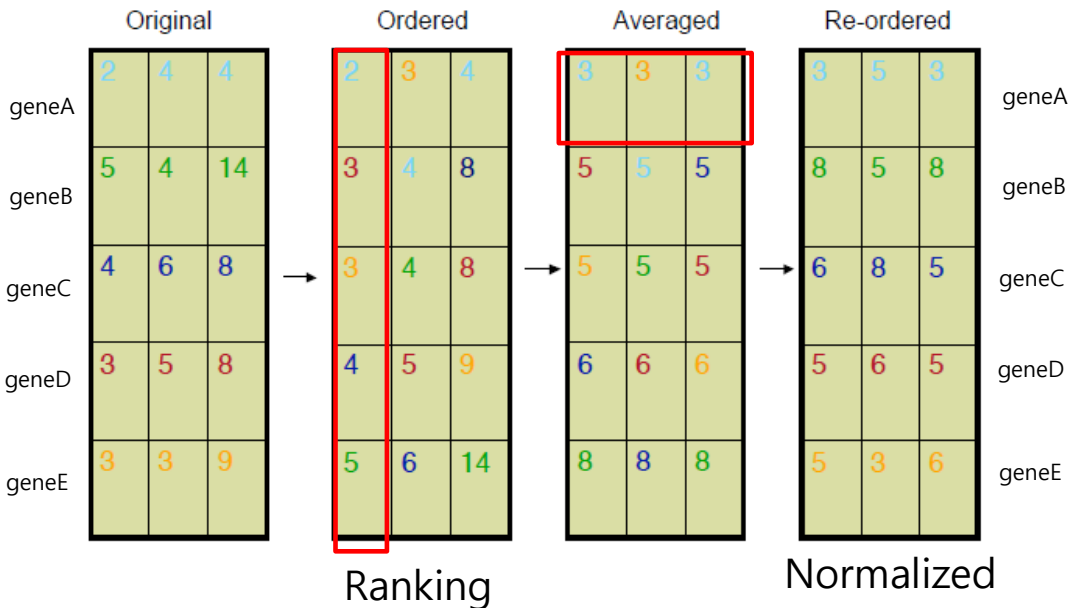 Original Ordered Averaged Re-ordered
geneA 2 4 4 2 3 4 3 3 3 3 5 3 geneA
geneB 5 4 14 3 4 8 5 5 5 8 5 8 geneB
geneC 4 6 8 3 4 8 5 5 5 6 8 5 geneC
geneD 3 5 8 4 5 9 6 6 6 5 6 5 geneD
geneE 3 3 9 5 6 14 8 8 8 5 3 6 geneE
Ranking Normalized